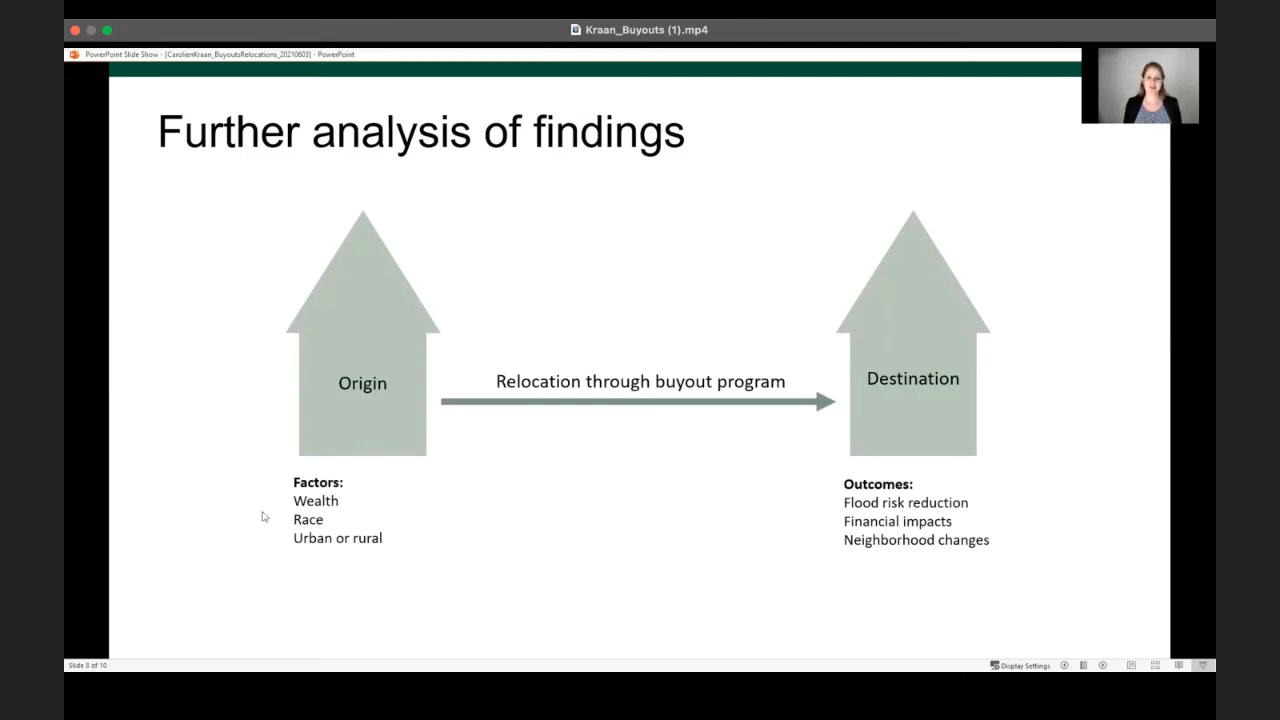 Kraan_Buyouts (1).mp4
PowerPoint Slide Show - [CarolienKraan_BuyoutsRelocations_20210603] - PowerPoint
Further analysis of findings
Origin
Relocation through buyout program
Destination
Factors:
Wealth
Race
Urban or rural
Outcomes:
Flood risk reduction
Financial impacts
Neighborhood changes
Slide 8 of 10
Display Settings